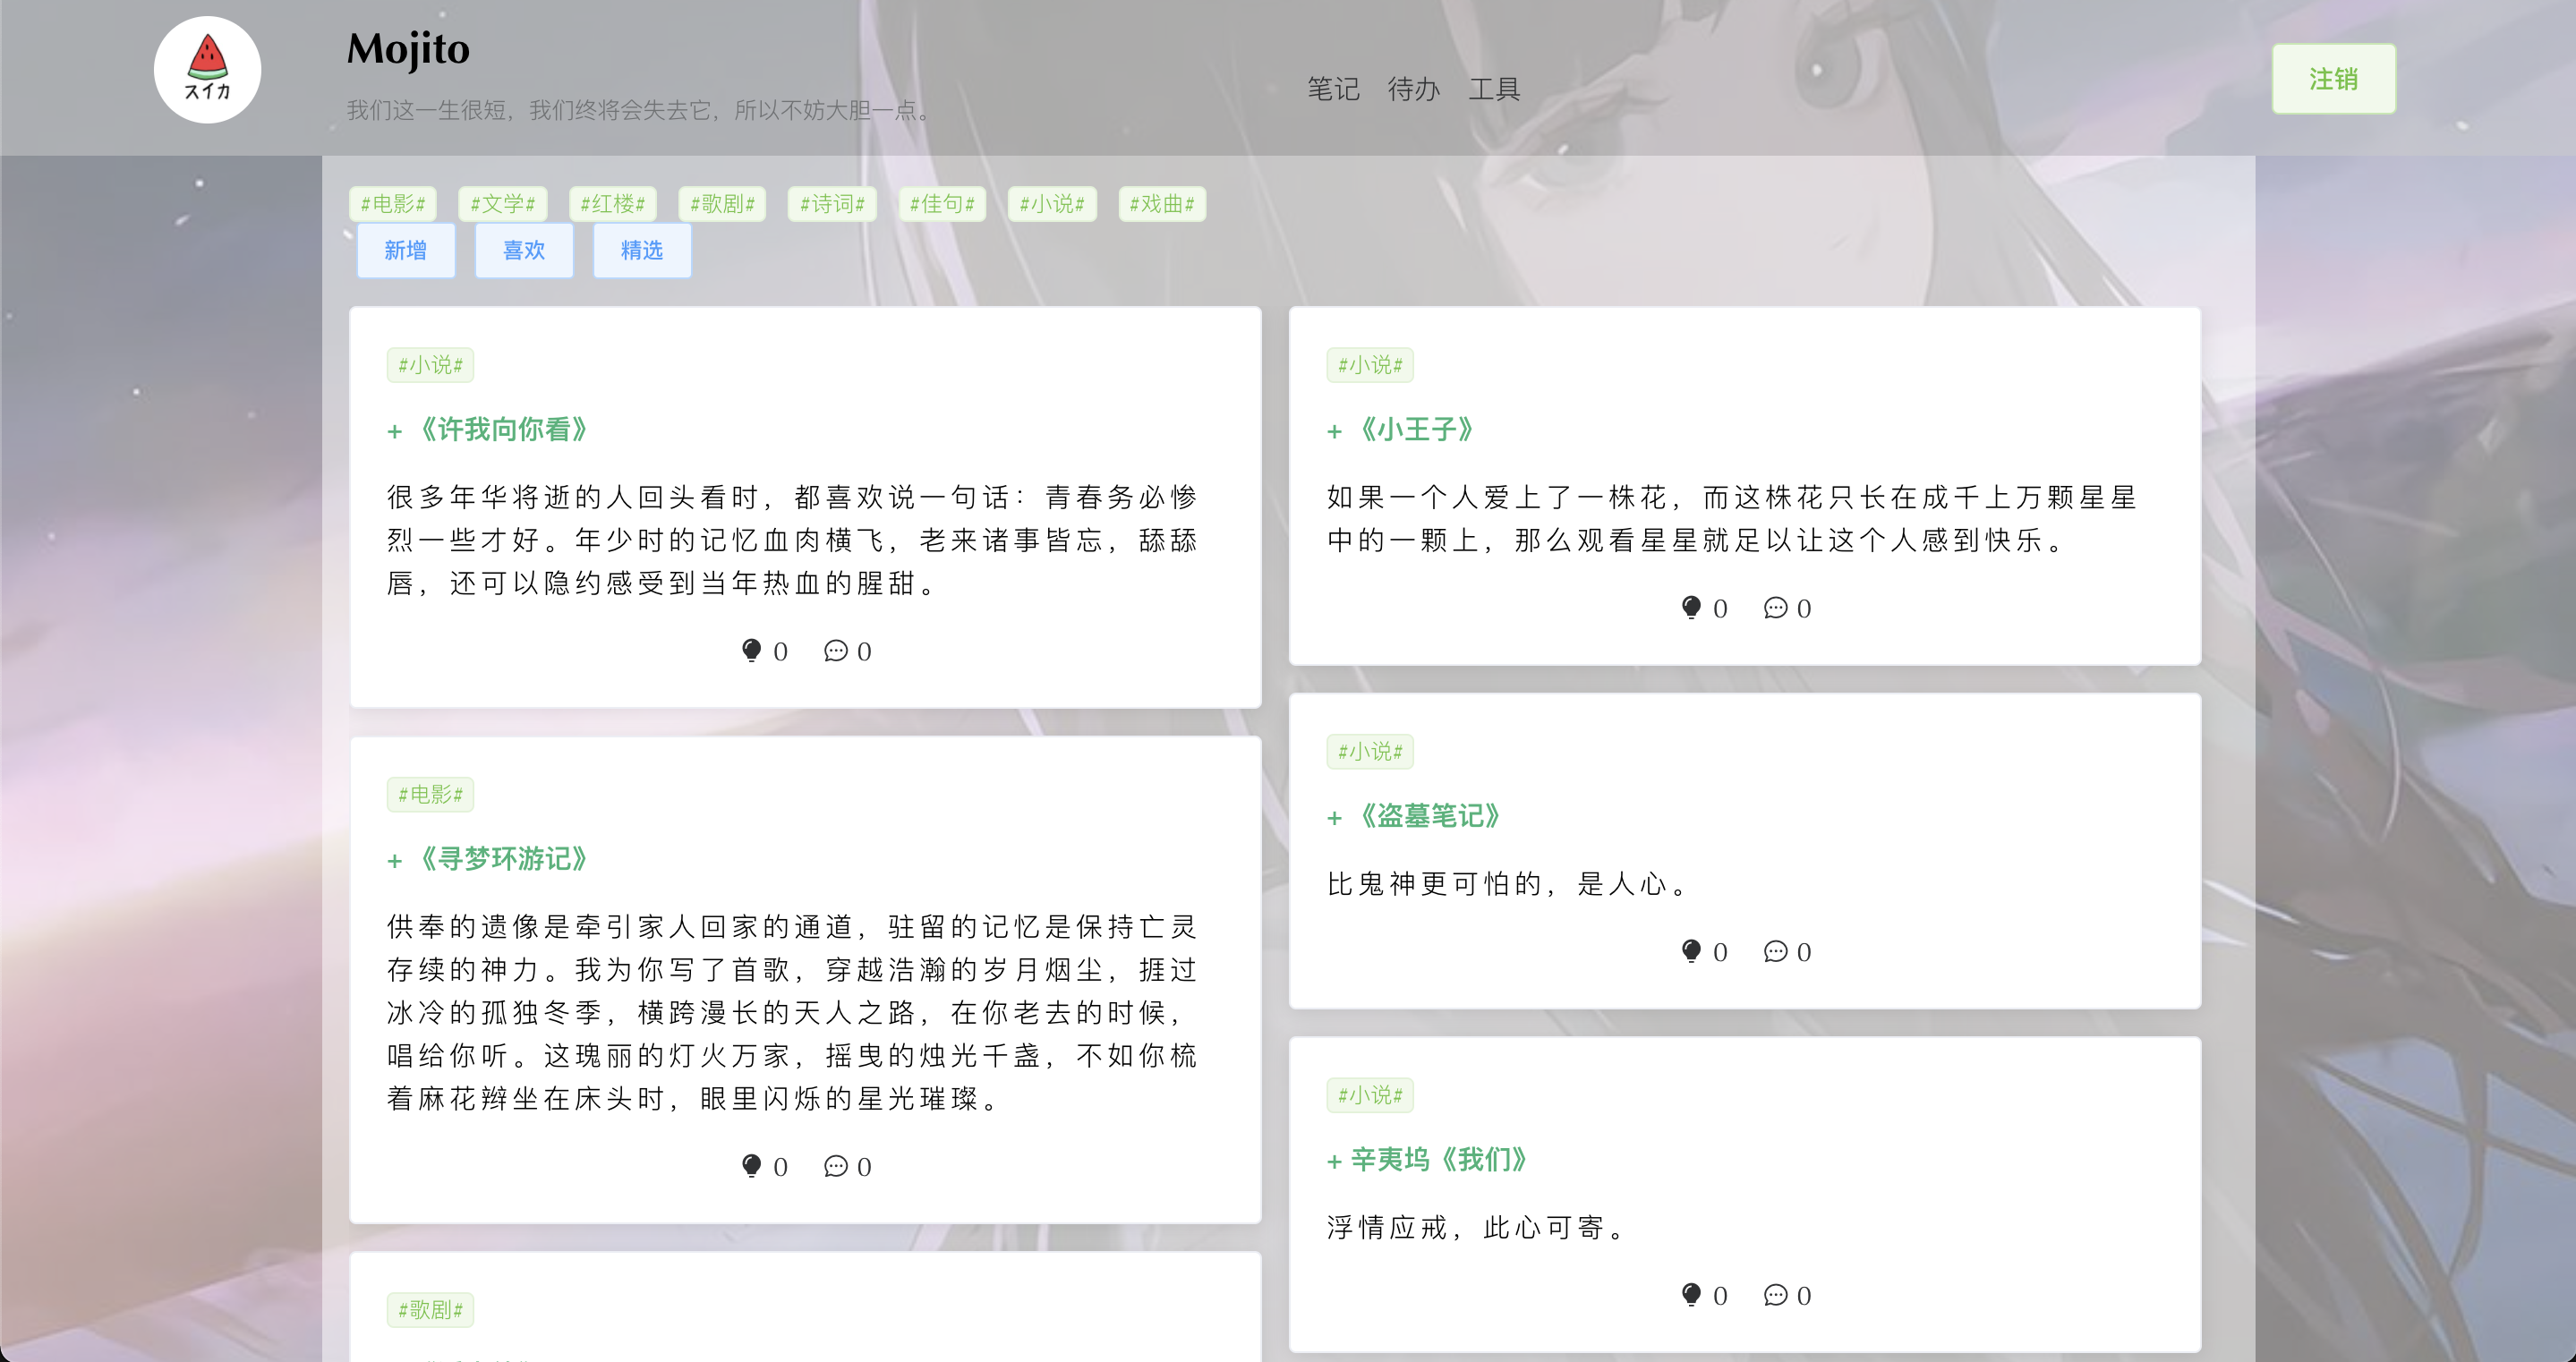 スイカ
Mojito
我们这一生很短，我们终将会失去它，所以不妨大胆一点。
笔记 待办 工具
注销
#电影# #文学# #红楼# #歌剧# #诗词# #佳句# #小说# #戏曲#
新增 喜欢 精选
#小说#
+ 《许我向你看》
很多年华将逝的人回头看时，都喜欢说一句话：青春务必惨
烈一些才好。年少时的记忆血肉横飞，老来诸事皆忘，舔舔
唇，还可以隐约感受到当年热血的腥甜。
0 0
#电影#
+ 《寻梦环游记》
供奉的遗像是牵引家人回家的通道，驻留的记忆是保持亡灵
存续的神力。我为你写了首歌，穿越浩瀚的岁月烟尘，捱过
冰冷的孤独冬季，横跨漫长的天人之路，在你老去的时候，
唱给你听。这瑰丽的灯火万家，摇曳的烛光千盏，不如你梳
着麻花辫坐在床头时，眼里闪烁的星光璀璨。
0 0
#歌剧#
#小说#
+ 《小王子》
如果一个人爱上了一株花，而这株花只长在成千上万颗星星
中的一颗上，那么观看星星就足以让这个人感到快乐。
0 0
#小说#
+ 《盗墓笔记》
比鬼神更可怕的，是人心。
0 0
#小说#
+ 辛夷坞《我们》
浮情应戒，此心可寄。
0 0